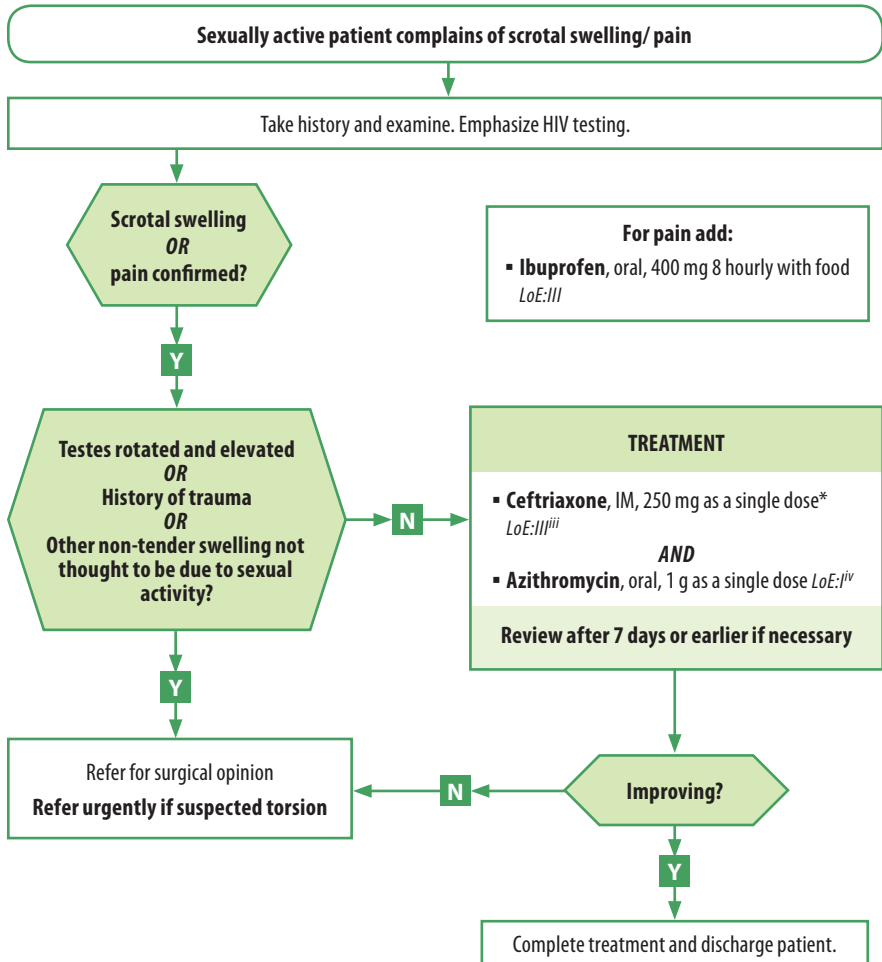 Sexually active patient complains of scrotal swelling/ pain
Take history and examine. Emphasize HIV testing.
Scrotal swelling
OR
pain confirmed?
For pain add:
▪ Ibuprofen, oral, 400 mg 8 hourly with food
LoE:III
Y
Testes rotated and elevated
OR
History of trauma
OR
Other non-tender swelling not
thought to be due to sexual
activity?
N
TREATMENT
▪ Ceftriaxone, IM, 250 mg as a single dose*
LoE:IIIⁱⁱⁱ
AND
▪ Azithromycin, oral, 1 g as a single dose LoE:Iⁱᵛ
Review after 7 days or earlier if necessary
Y
Refer for surgical opinion
Refer urgently if suspected torsion
N
Improving?
Y
Complete treatment and discharge patient.